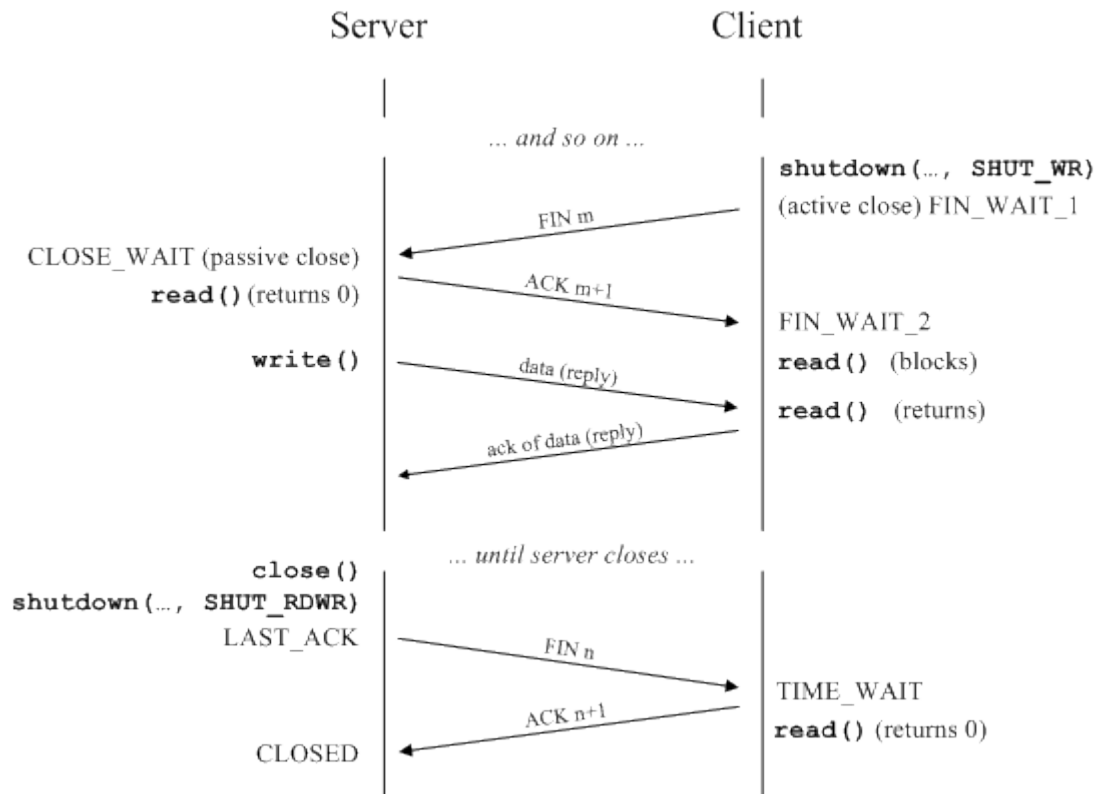 Server Client
... and so on ...
shutdown(…, SHUT_WR)
(active close) FIN_WAIT_1
FIN m
CLOSE_WAIT (passive close)
read() (returns 0)
ACK m+1
FIN_WAIT_2
write()
data (reply)
read() (blocks)
read() (returns)
ack of data (reply)
... until server closes ...
close()
shutdown(…, SHUT_RDWR)
LAST_ACK
FIN n
TIME_WAIT
ACK n+1
read() (returns 0)
CLOSED